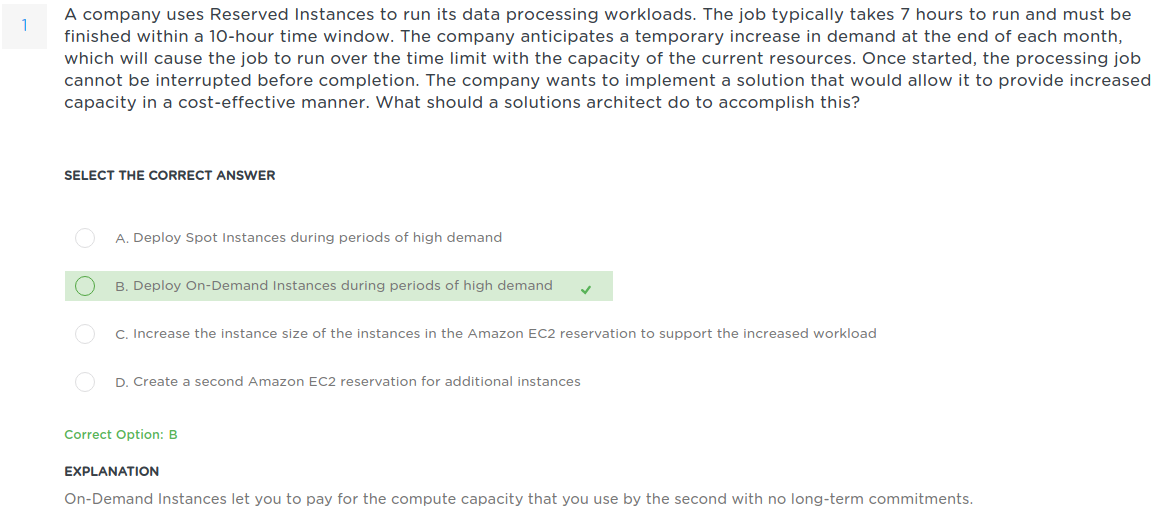 1
A company uses Reserved Instances to run its data processing workloads. The job typically takes 7 hours to run and must be
finished within a 10-hour time window. The company anticipates a temporary increase in demand at the end of each month,
which will cause the job to run over the time limit with the capacity of the current resources. Once started, the processing job
cannot be interrupted before completion. The company wants to implement a solution that would allow it to provide increased
capacity in a cost-effective manner. What should a solutions architect do to accomplish this?
SELECT THE CORRECT ANSWER
A. Deploy Spot Instances during periods of high demand
B. Deploy On-Demand Instances during periods of high demand
C. Increase the instance size of the instances in the Amazon EC2 reservation to support the increased workload
D. Create a second Amazon EC2 reservation for additional instances
Correct Option: B
EXPLANATION
On-Demand Instances let you to pay for the compute capacity that you use by the second with no long-term commitments.